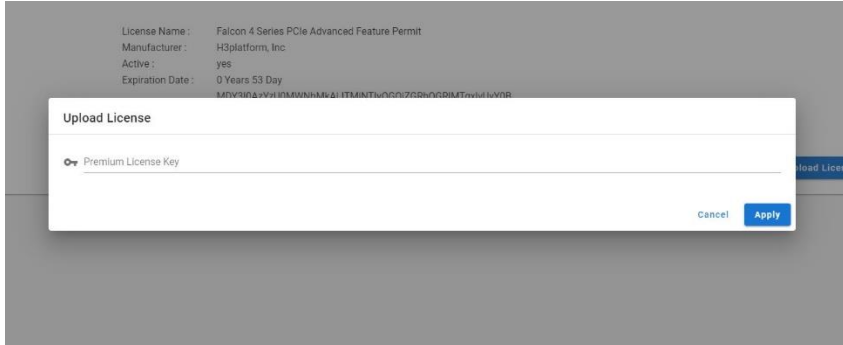 License Name : Falcon 4 Series PCIe Advanced Feature Permit
Manufacturer : H3platform, Inc
Active : yes
Expiration Date : 0 Years 53 Day
Upload License
Premium License Key
Cancel Apply